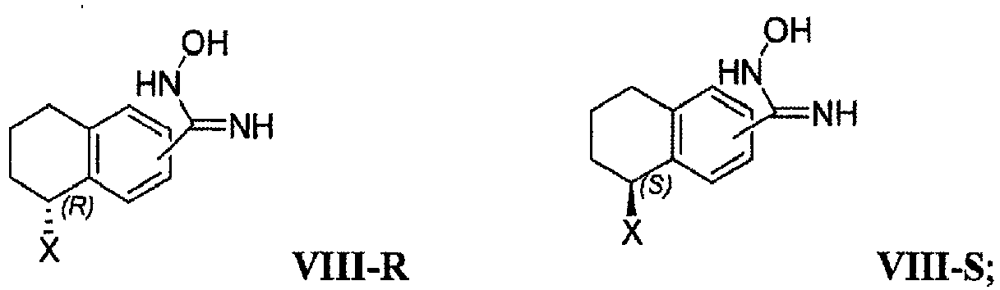 OH
HN
NH
(R)
X
VIII-R
OH
HN
NH
(S)
X
VIII-S;